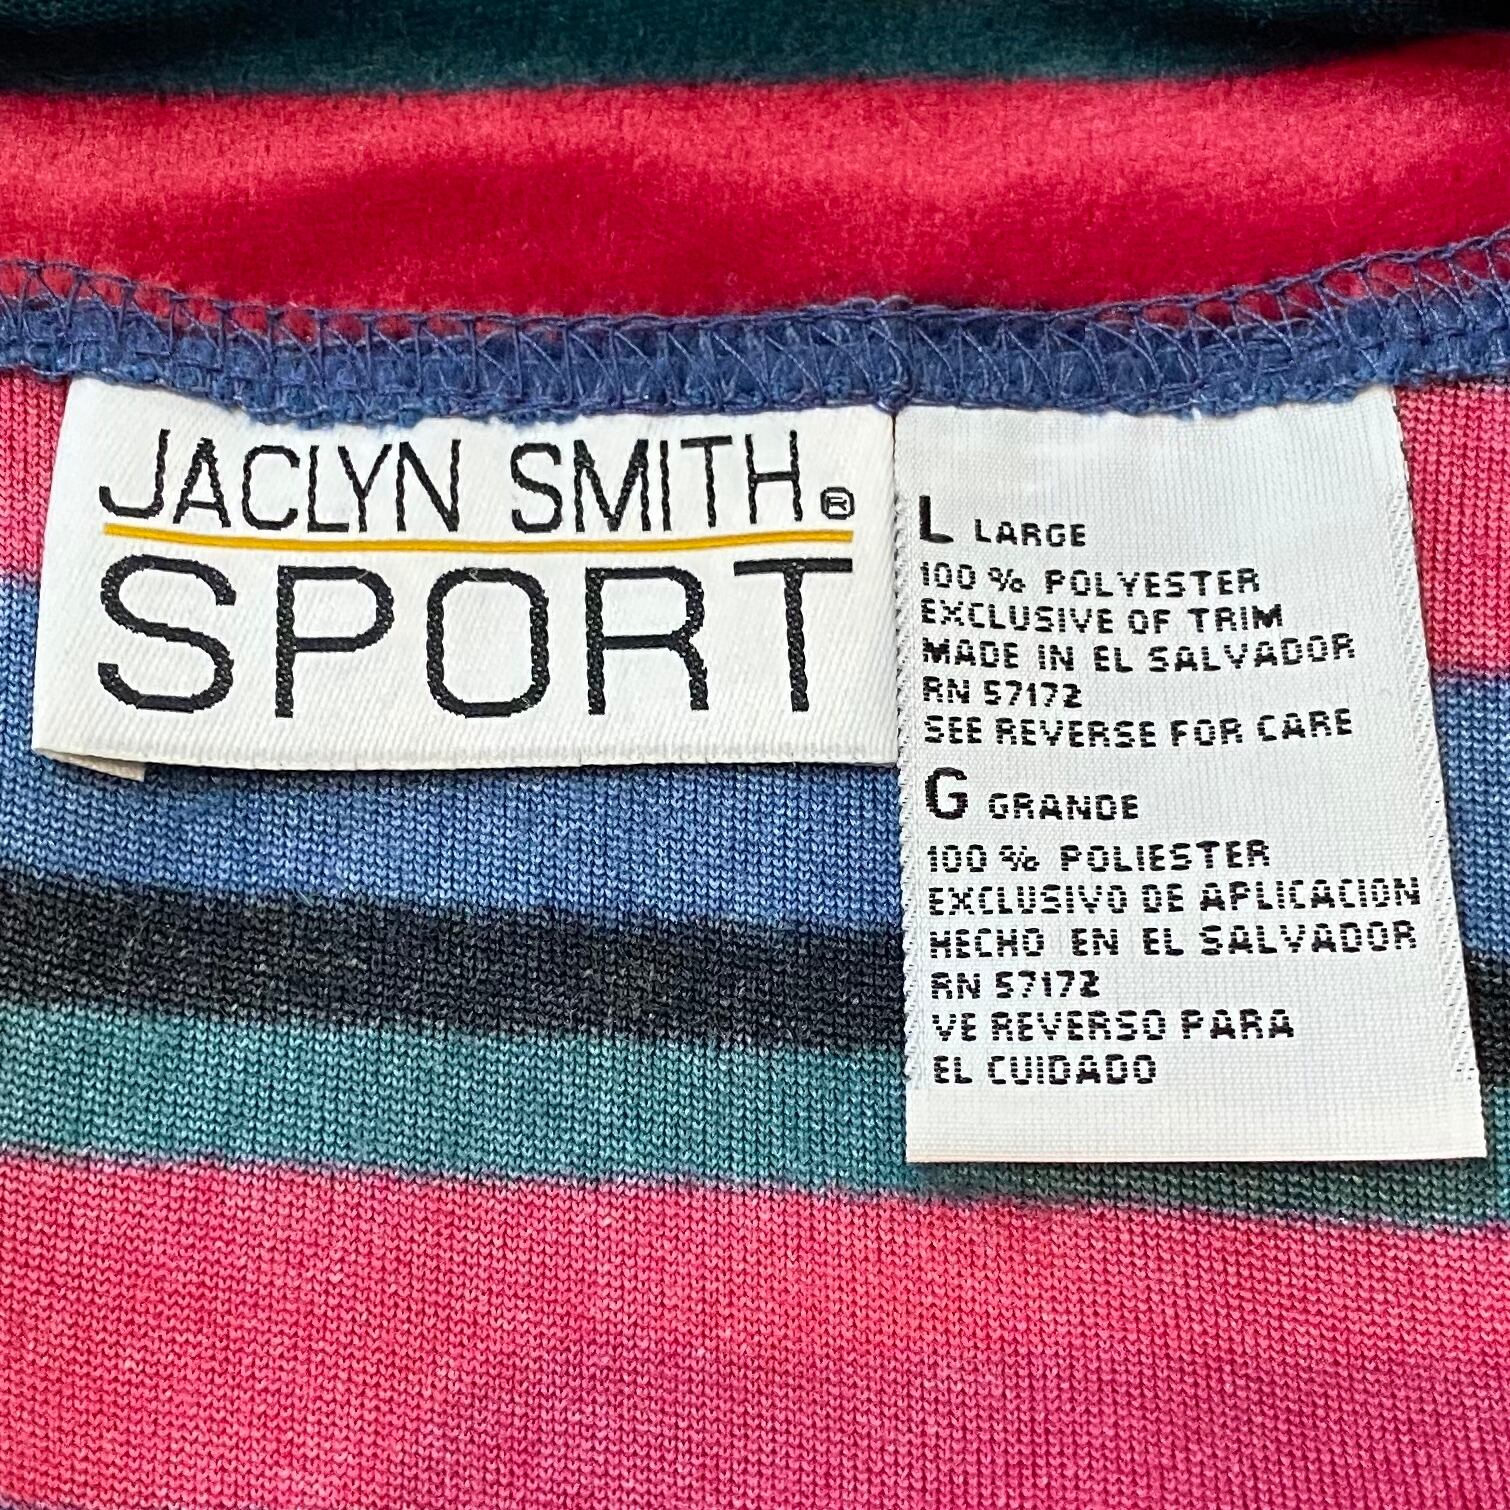 JACLYN SMITH®
SPORT
L LARGE
100 % POLYESTER
EXCLUSIVE OF TRIM
MADE IN EL SALVADOR
RN 57172
SEE REVERSE FOR CARE
G GRANDE
100 % POLIESTER
EXCLUSIVO DE APLICACION
HECHO EN EL SALVADOR
RN 57172
VE REVERSO PARA
EL CUIDADO